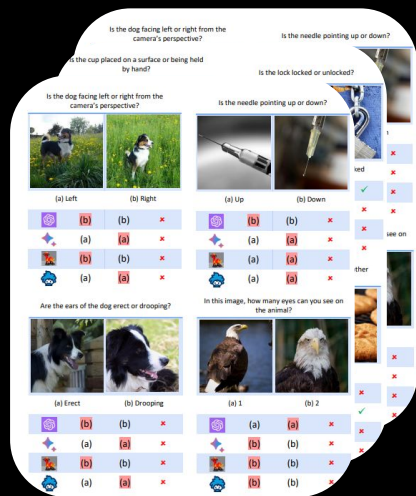 Is the dog facing left or right from the
camera's perspective?
Is the needle pointing up or down?
Is the cup placed on a surface or being held
by hand?
Is the lock locked or unlocked?
Is the dog facing left or right from the
camera's perspective?
(a) Left (b) Right
(b) (b)
(a) (a)
(b) (b)
(a) (a)
Is the needle pointing up or down?
(a) Up (b) Down
(b) (b)
(a) (a)
(a) (a)
(a) (a)
Are the ears of the dog erect or drooping?
(a) Erect (b) Drooping
(b) (b)
(a) (a)
(b) (b)
(a) (a)
In this image, how many eyes can you see on
the animal?
(a) 1 (b) 2
(a) (a)
(b) (b)
(b) (b)
(b) (b)
ked
see on
ther